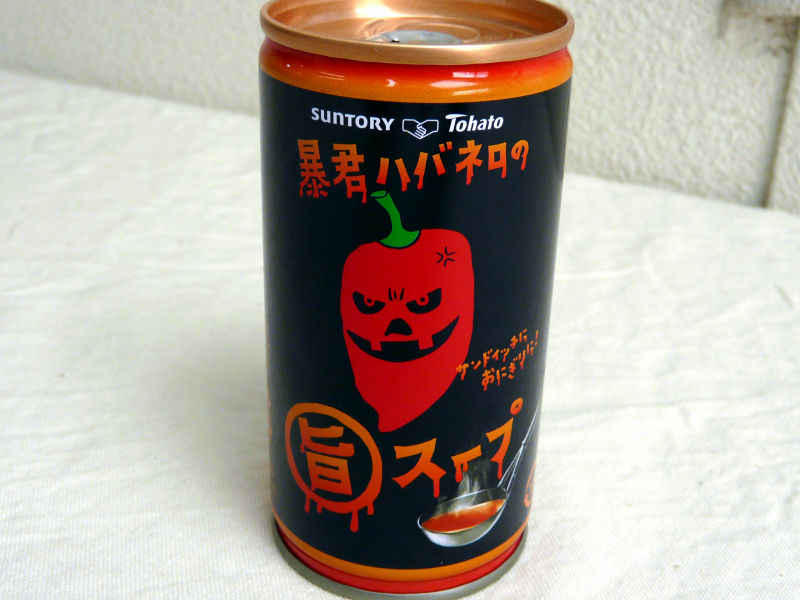 SUNTORY Tohato
暴君ハバネロの
サンドイッチに
おにぎりに!
旨スープ